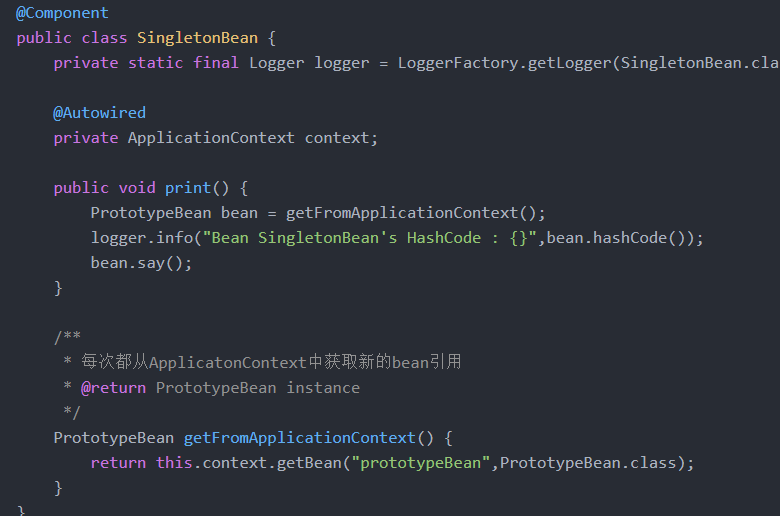 @Component
public class SingletonBean {
    private static final Logger logger = LoggerFactory.getLogger(SingletonBean.cla
    @Autowired
    private ApplicationContext context;
    public void print() {
        PrototypeBean bean = getFromApplicationContext();
        logger.info("Bean SingletonBean's HashCode : {}",bean.hashCode());
        bean.say();
    }
    /**
     * 每次都从ApplicatonContext中获取新的bean引用
     * @return PrototypeBean instance
     */
    PrototypeBean getFromApplicationContext() {
        return this.context.getBean("prototypeBean",PrototypeBean.class);
    }
}